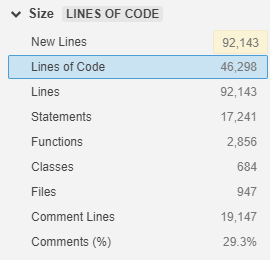 Size LINES OF CODE
New Lines 92,143
Lines of Code 46,298
Lines 92,143
Statements 17,241
Functions 2,856
Classes 684
Files 947
Comment Lines 19,147
Comments (%) 29.3%